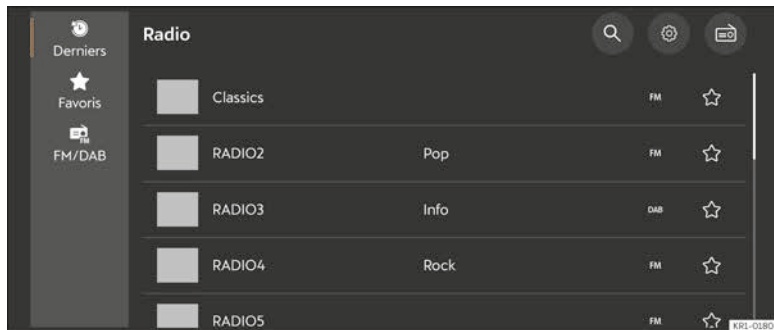 Derniers
Favoris
FM
FM/DAB
Radio
Classics FM
RADIO2 Pop FM
RADIO3 Info DAB
RADIO4 Rock FM
RADIO5 FM
KR1-0180